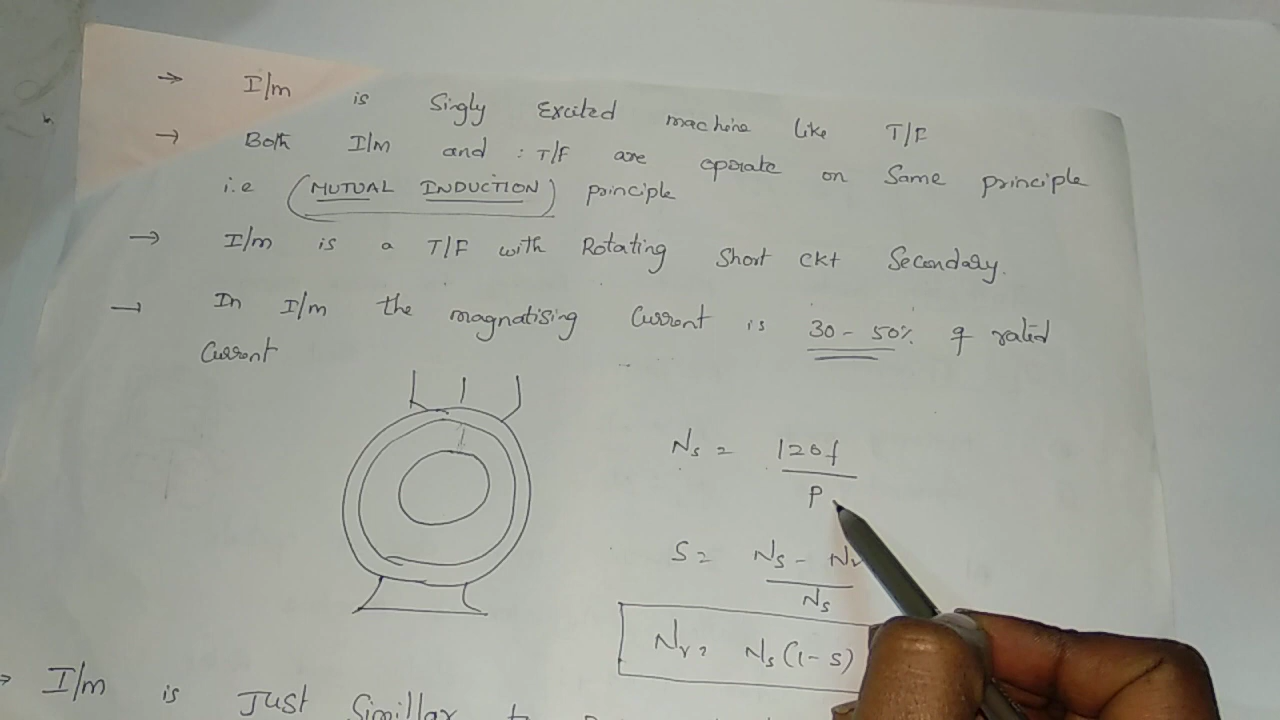 → I/m is Singly Excited machine like T/F
→ Both I/m and : T/F are operate on Same principle
i.e (MUTUAL INDUCTION) principle
→ I/m is a T/F with Rotating Short ckt Secondary.
→ In I/m the magnatising Current is 30 - 50% of rated
Current
Ns = 120f / P
S = Ns - Nr / Ns
Nr = Ns (1 - s)
→ I/m is Just Simillar